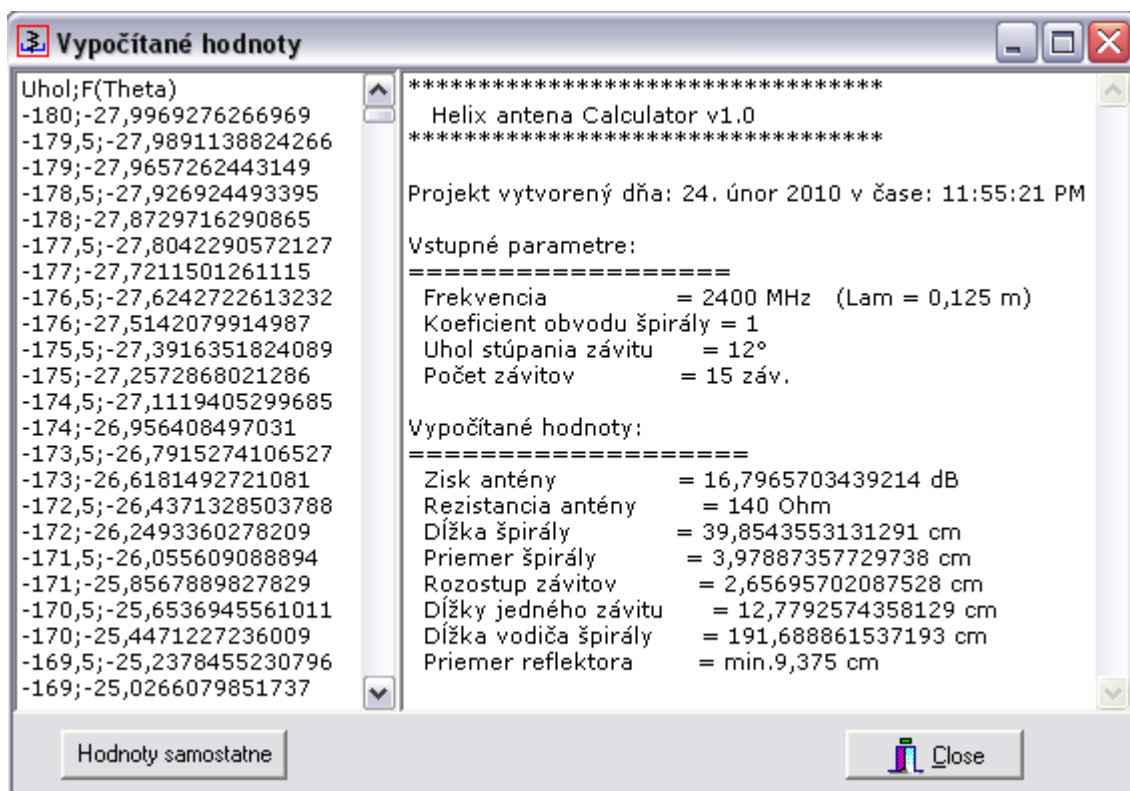 Vypočítané hodnoty
Uhol;F(Theta)
-180;-27,9969276266969
-179,5;-27,9891138824266
-179;-27,9657262443149
-178,5;-27,926924493395
-178;-27,8729716290865
-177,5;-27,8042290572127
-177;-27,7211501261115
-176,5;-27,6242722613232
-176;-27,5142079914987
-175,5;-27,3916351824089
-175;-27,2572868021286
-174,5;-27,1119405299685
-174;-26,956408497031
-173,5;-26,7915274106527
-173;-26,6181492721081
-172,5;-26,4371328503788
-172;-26,2493360278209
-171,5;-26,055609088894
-171;-25,8567889827829
-170,5;-25,6536945561011
-170;-25,4471227236009
-169,5;-25,2378455230796
-169;-25,0266079851737
**********************************
Helix antena Calculator v1.0
**********************************
Projekt vytvorený dňa: 24. únor 2010 v čase: 11:55:21 PM
Vstupné parametre:
===================
Frekvencia = 2400 MHz (Lam = 0,125 m)
Koeficient obvodu špirály = 1
Uhol stúpania závitu = 12°
Počet závitov = 15 záv.
Vypočítané hodnoty:
====================
Zisk antény = 16,7965703439214 dB
Rezistancia antény = 140 Ohm
Dĺžka špirály = 39,8543553131291 cm
Priemer špirály = 3,97887357729738 cm
Rozostup závitov = 2,65695702087528 cm
Dĺžky jedného závitu = 12,7792574358129 cm
Dĺžka vodiča špirály = 191,688861537193 cm
Priemer reflektora = min.9,375 cm
Hodnoty samostatne
Close